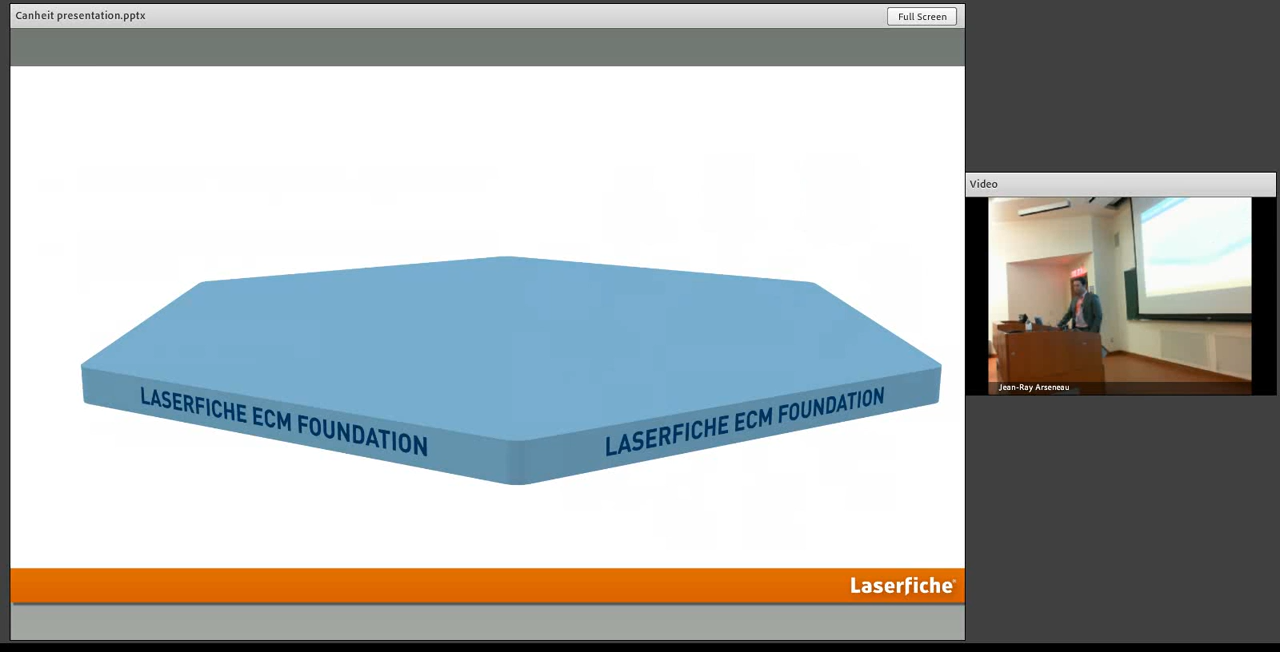 Canheit presentation.pptx
Full Screen
LASERFICHE ECM FOUNDATION
LASERFICHE ECM FOUNDATION
Laserfiche®
Video
Jean-Ray Arseneau